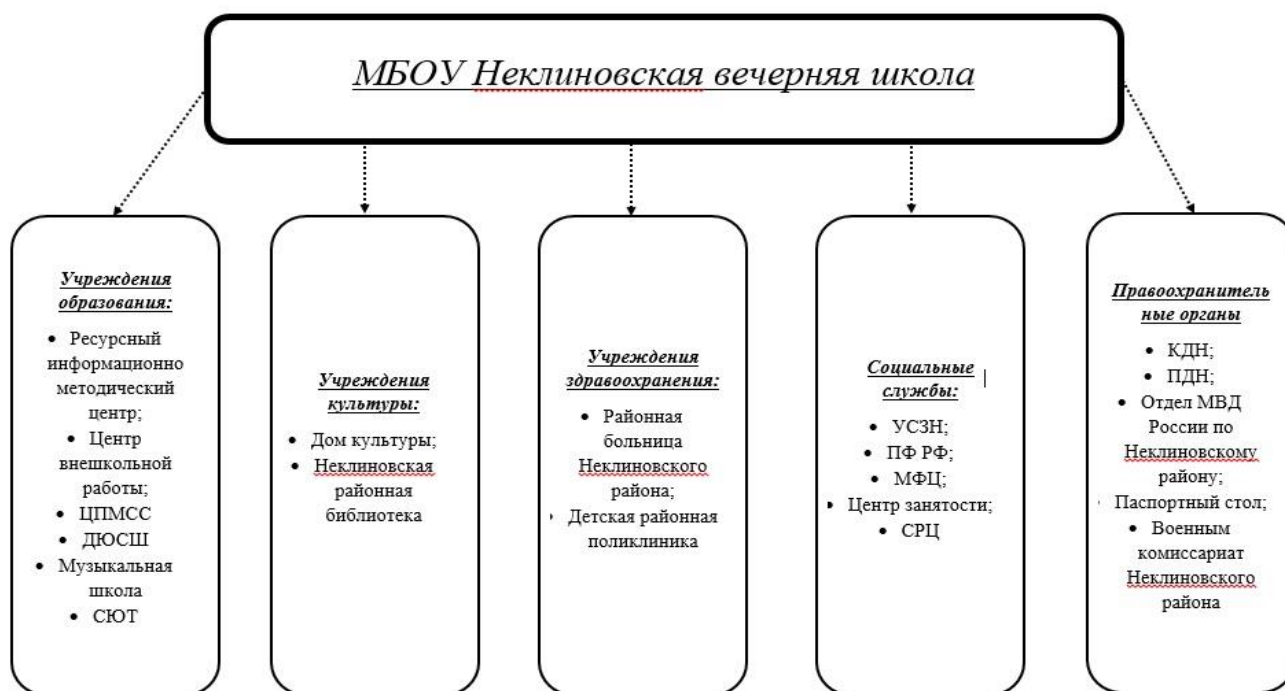 МБОУ Неклиновская вечерняя школа
Учреждения
образования:
• Ресурсный
информационно
методический
центр;
• Центр
внешкольной
работы;
• ЦПМСС
• ДЮСШ
• Музыкальная
школа
• СЮТ
Учреждения
культуры:
• Дом культуры;
• Неклиновская
районная
библиотека
Учреждения
здравоохранения:
• Районная
больница
Неклиновского
района;
• Детская районная
поликлиника
Социальные
службы:
• УСЗН;
• ПФ РФ;
• МФЦ;
• Центр занятости;
• СРЦ
Правоохранитель
ные органы
• КДН;
• ПДН;
• Отдел МВД
России по
Неклиновскому
району;
• Паспортный стол;
• Военным
комиссариат
Неклиновского
района